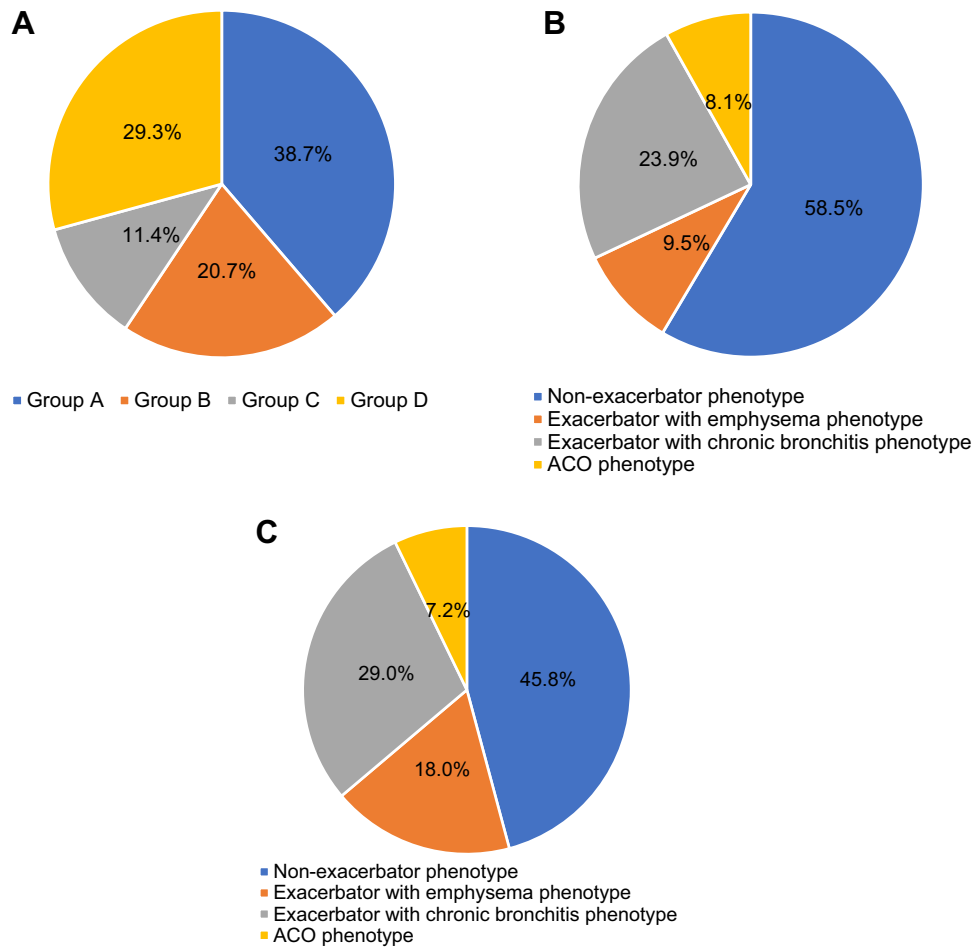 A
38.7%
29.3%
11.4%
20.7%
Group A Group B Group C Group D
B
8.1%
23.9%
58.5%
9.5%
Non-exacerbator phenotype
Exacerbator with emphysema phenotype
Exacerbator with chronic bronchitis phenotype
ACO phenotype
C
7.2%
29.0%
45.8%
18.0%
Non-exacerbator phenotype
Exacerbator with emphysema phenotype
Exacerbator with chronic bronchitis phenotype
ACO phenotype